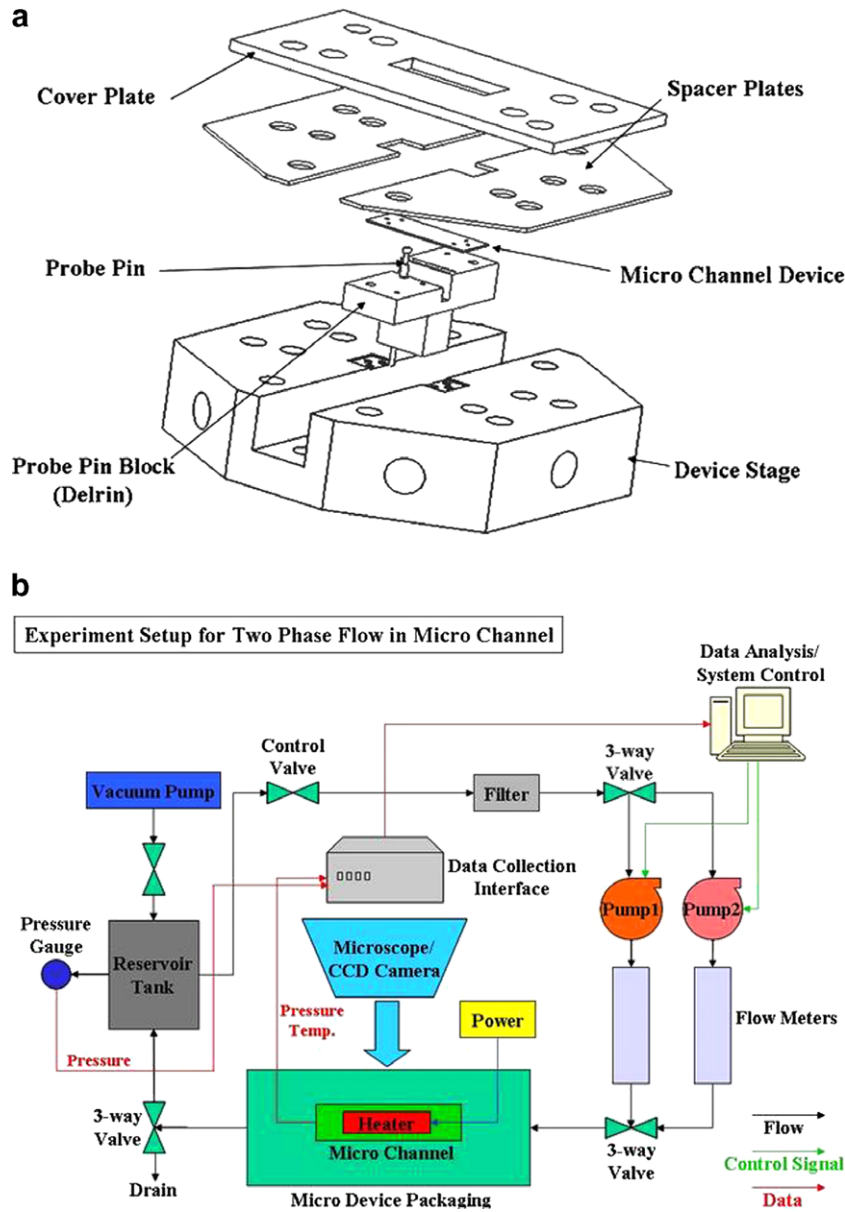 a
Cover Plate
Spacer Plates
Probe Pin
Micro Channel Device
Probe Pin Block
(Delrin)
Device Stage
b
Experiment Setup for Two Phase Flow in Micro Channel
Data Analysis/
System Control
Control
Valve
3-way
Valve
Vacuum Pump
Filter
Data Collection
Interface
Pressure
Gauge
Reservoir
Tank
Microscope/
CCD Camera
Pump1
Pump2
Pressure
Temp.
Power
Flow Meters
Pressure
3-way
Valve
Heater
Micro Channel
3-way
Valve
Flow
Control Signal
Drain
Micro Device Packaging
Data